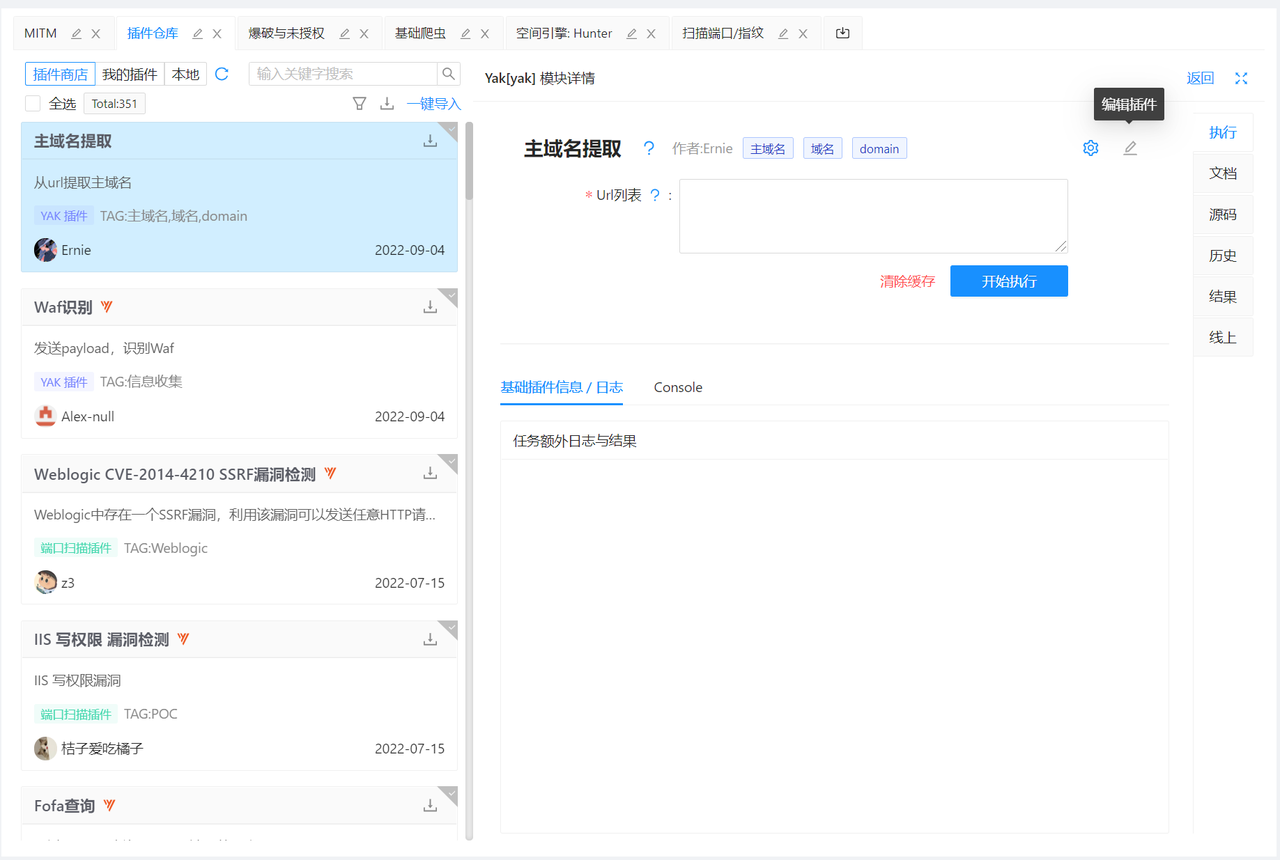 MITM 插件仓库 爆破与未授权 基础爬虫 空间引擎: Hunter 扫描端口/指纹
插件商店 我的插件 本地 输入关键字搜索
全选 Total:351 一键导入
主域名提取
从url提取主域名
YAK 插件 TAG:主域名,域名,domain
Ernie 2022-09-04
Waf识别
发送payload，识别Waf
YAK 插件 TAG:信息收集
Alex-null 2022-09-04
Weblogic CVE-2014-4210 SSRF漏洞检测
Weblogic中存在一个SSRF漏洞，利用该漏洞可以发送任意HTTP请...
端口扫描插件 TAG:Weblogic
z3 2022-07-15
IIS 写权限 漏洞检测
IIS 写权限漏洞
端口扫描插件 TAG:POC
桔子爱吃橘子 2022-07-15
Fofa查询
Yak[yak] 模块详情 返回
编辑插件
主域名提取 ? 作者:Ernie 主域名 域名 domain
* Url列表 ? :
清除缓存 开始执行
基础插件信息 / 日志 Console
任务额外日志与结果
执行
文档
源码
历史
结果
线上